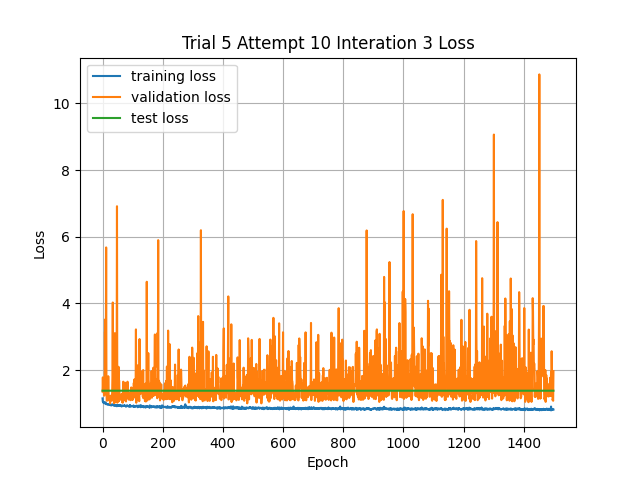 Trial 5 Attempt 10 Interation 3 Loss
training loss
validation loss
test loss
10
8
6
4
2
Loss
0 200 400 600 800 1000 1200 1400
Epoch